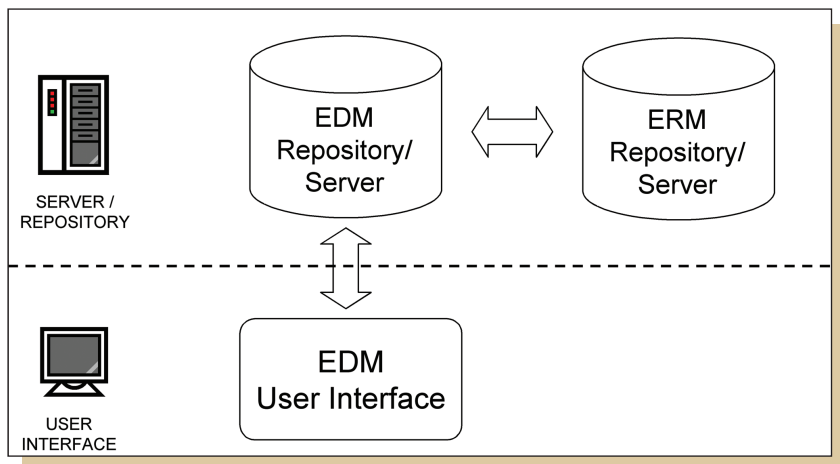 EDM
Repository/
Server
ERM
Repository/
Server
SERVER /
REPOSITORY
EDM
User Interface
USER
INTERFACE